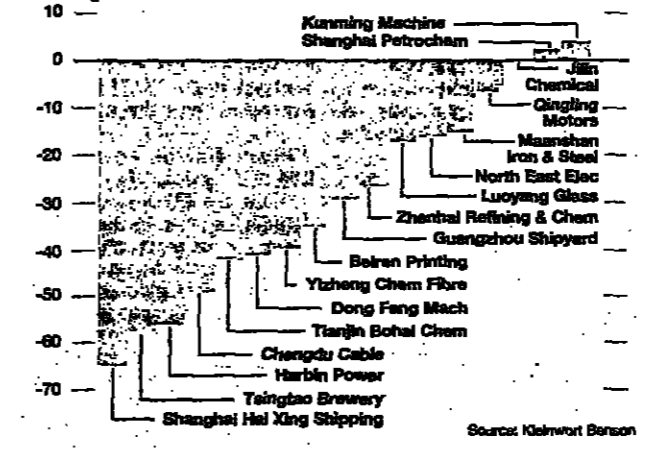 10
0
-10
-20
-30
-40
-50
-60
-70
Kunming Machine
Shanghai Petrochem
Jilin
Chemical
Qingling
Motors
Maanshan
Iron & Steel
North East Elec
Luoyang Glass
Zhenhai Refining & Chem
Guangzhou Shipyard
Beiren Printing
Yizheng Chem Fibre
Dong Fang Mach
Tianjin Bohai Chem
Chengdu Cable
Harbin Power
Tsingtao Brewery
Shanghai Hai Xing Shipping
Source: Kleinwort Benson